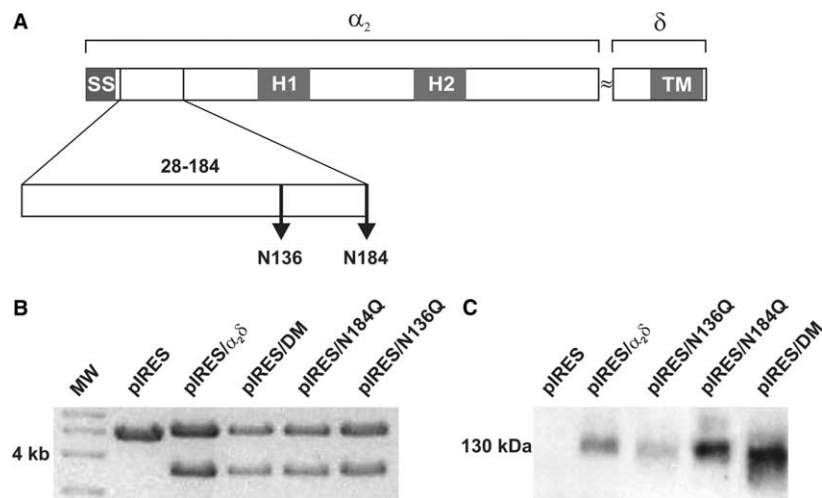 A
α2
δ
SS
H1
H2
≈
TM
28-184
N136
N184
B
MW
pIRES
pIRES/α2δ
pIRES/DM
pIRES/N184Q
pIRES/N136Q
4 kb
C
pIRES
pIRES/α2δ
pIRES/N136Q
pIRES/N184Q
pIRES/DM
130 kDa